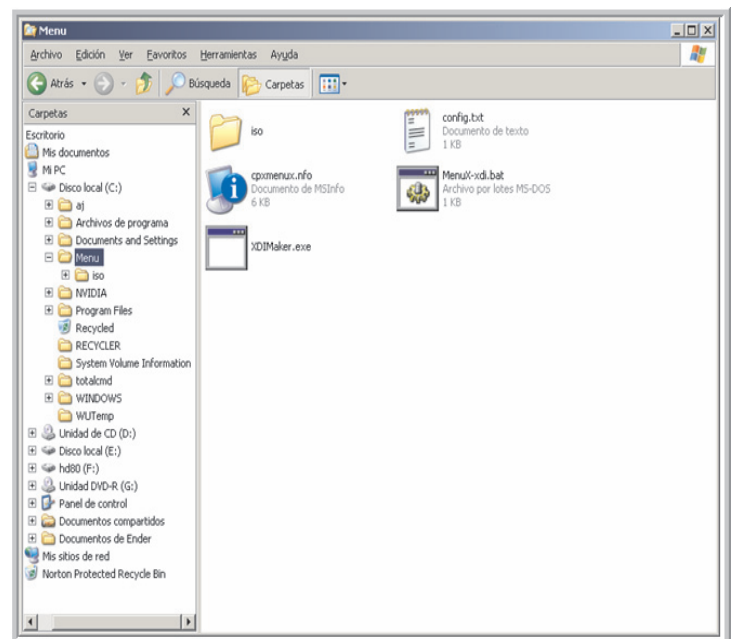 Menu
Archivo Edición Ver Favoritos Herramientas Ayuda
Atrás Búsqueda Carpetas
Carpetas
Escritorio
Mis documentos
Mi PC
Disco local (C:)
aj
Archivos de programa
Documents and Settings
Menu
iso
NVIDIA
Program Files
Recycled
RECYCLER
System Volume Information
totalcmd
WINDOWS
WUTemp
Unidad de CD (D:)
Disco local (E:)
hd80 (F:)
Unidad DVD-R (G:)
Panel de control
Documentos compartidos
Documentos de Ender
Mis sitios de red
Norton Protected Recycle Bin
iso
config.txt
Documento de texto
1 KB
cpxmenux.nfo
Documento de MSInfo
6 KB
MenuX-xdi.bat
Archivo por lotes MS-DOS
1 KB
XDIMaker.exe